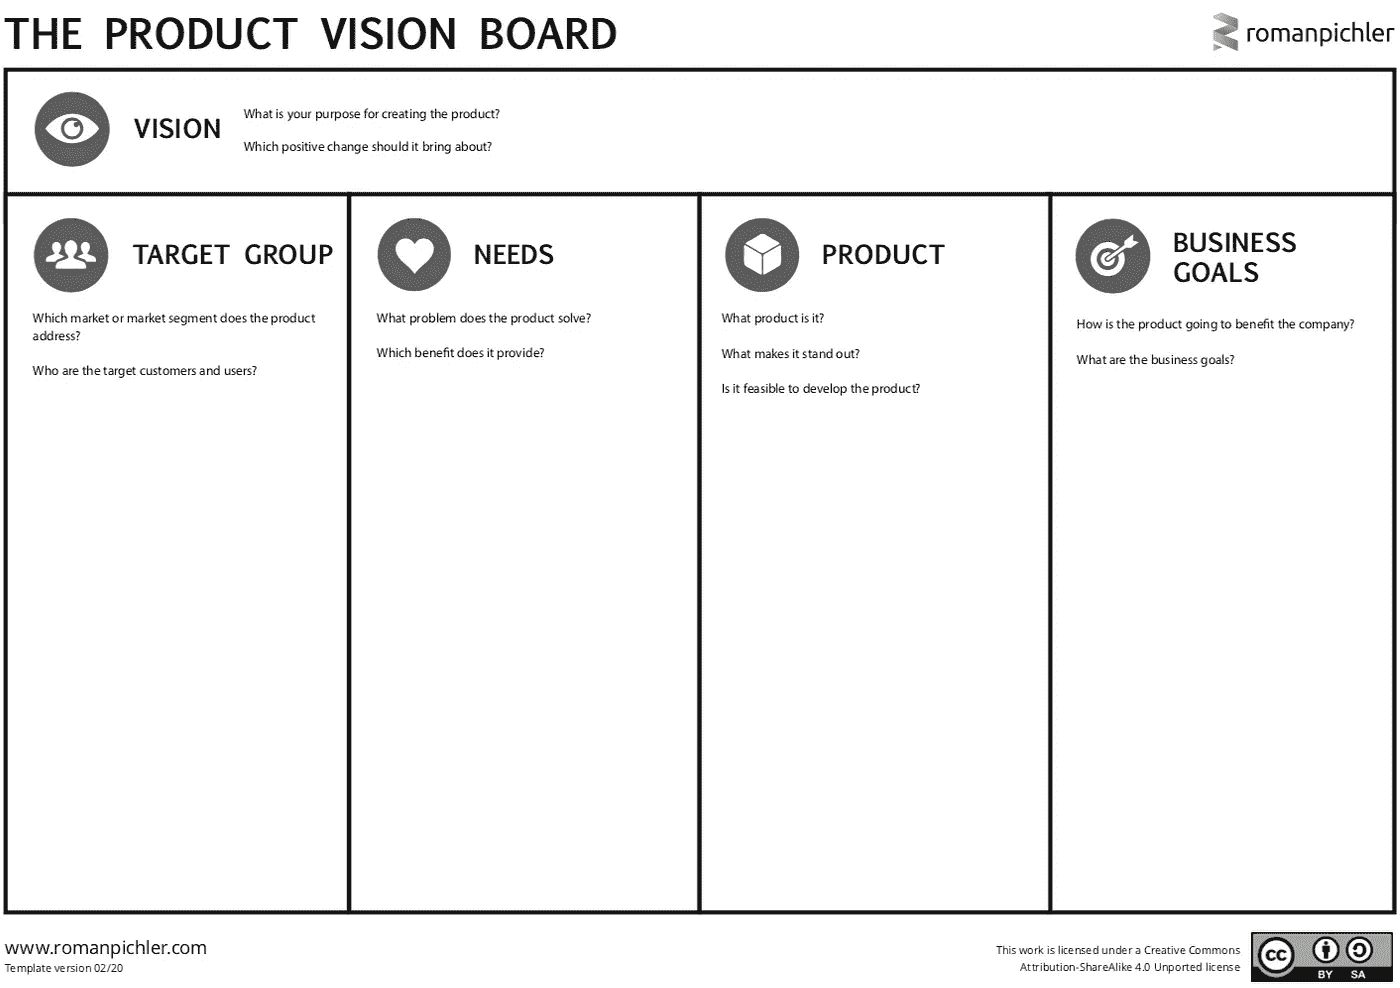 THE PRODUCT VISION BOARD
romanpichler
VISION
What is your purpose for creating the product?
Which positive change should it bring about?
TARGET GROUP
Which market or market segment does the product
address?
Who are the target customers and users?
NEEDS
What problem does the product solve?
Which benefit does it provide?
PRODUCT
What product is it?
What makes it stand out?
Is it feasible to develop the product?
BUSINESS
GOALS
How is the product going to benefit the company?
What are the business goals?
www.romanpichler.com
Template version 02/20
This work is licensed under a Creative Commons
Attribution-ShareAlike 4.0 Unported license
cc
BY SA